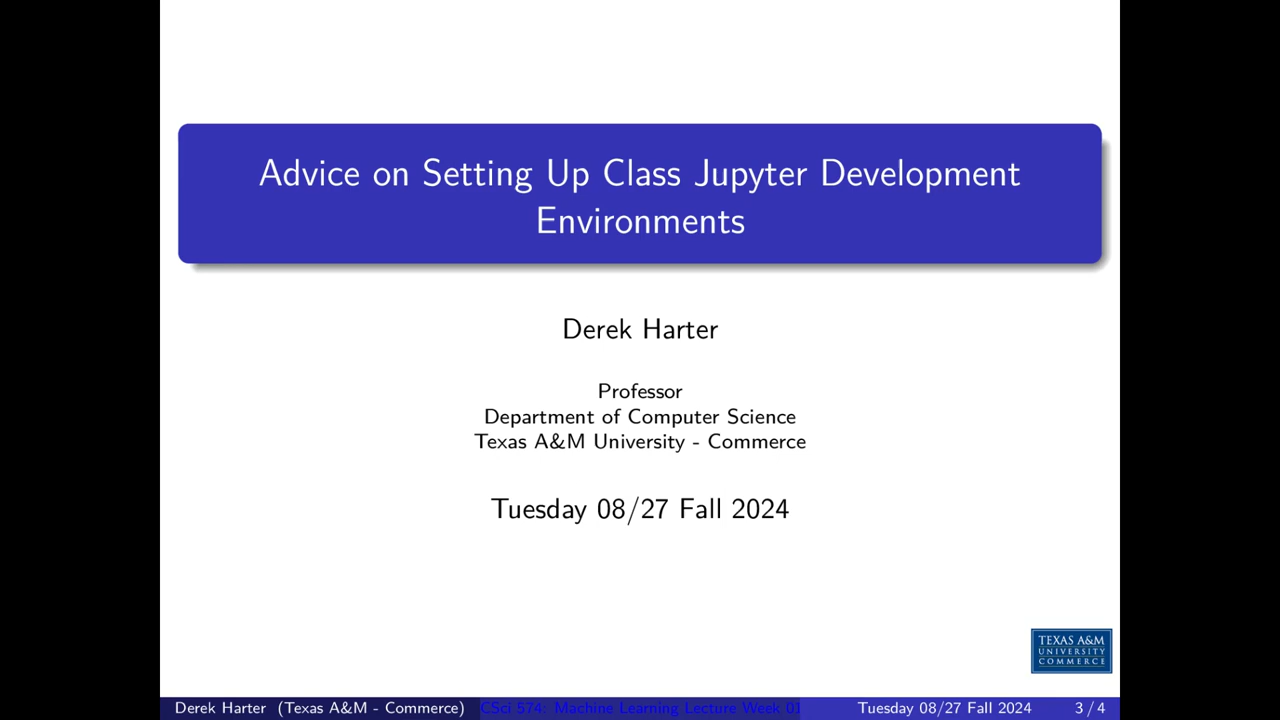 Advice on Setting Up Class Jupyter Development
Environments
Derek Harter
Professor
Department of Computer Science
Texas A&M University - Commerce
Tuesday 08/27 Fall 2024
TEXAS A&M
UNIVERSITY
COMMERCE
Derek Harter (Texas A&M - Commerce) CSci 574: Machine Learning Lecture Week 01 Tuesday 08/27 Fall 2024 3 / 4